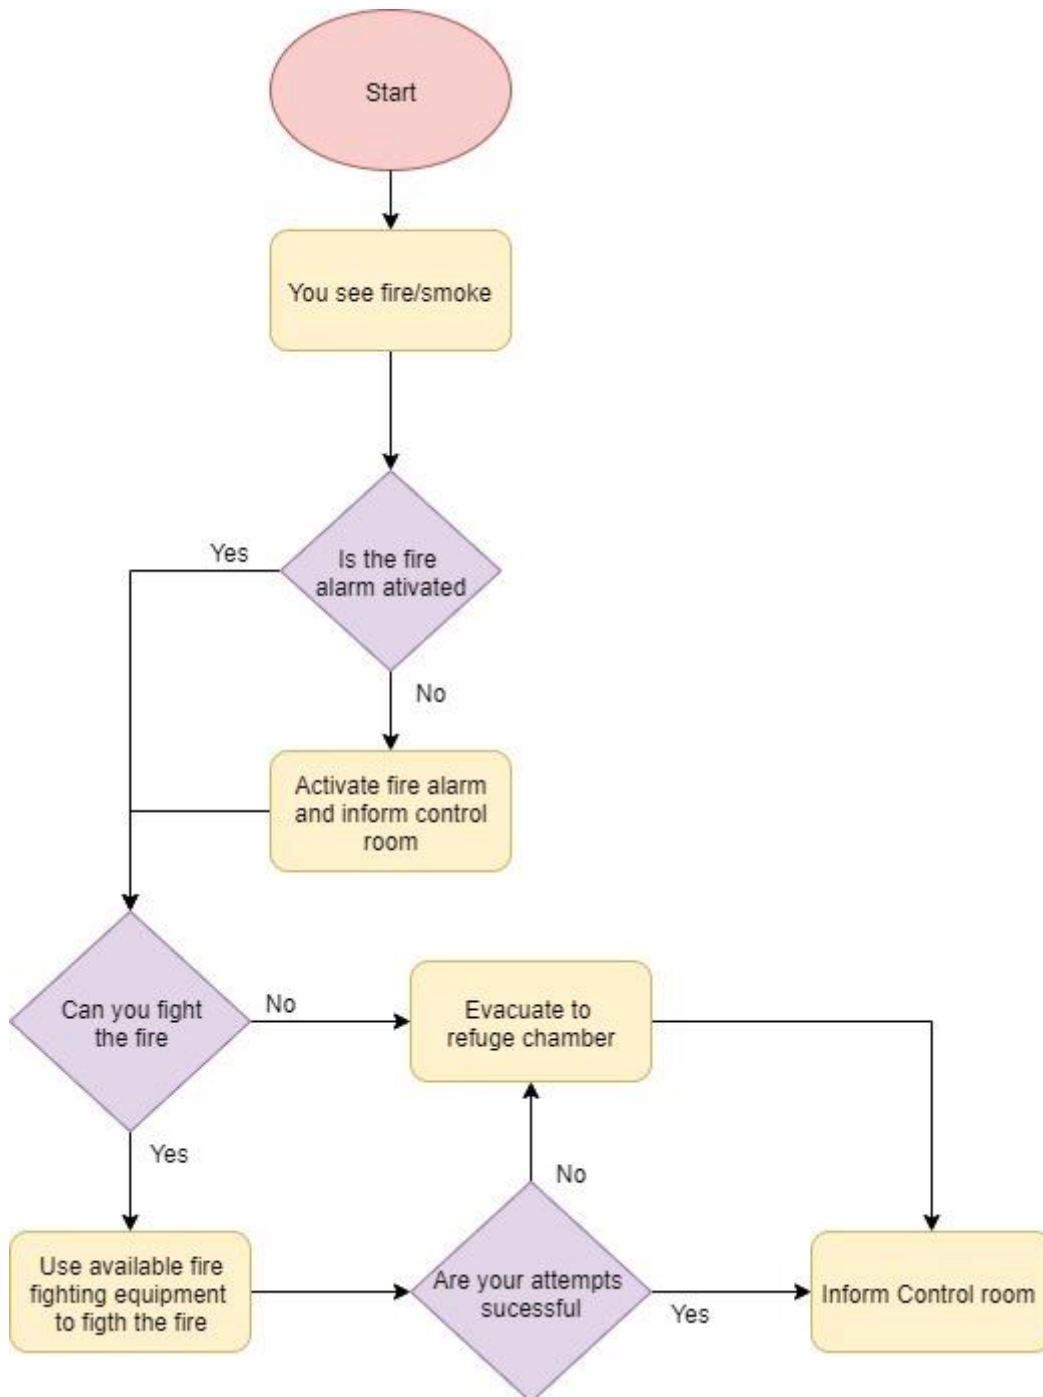 Start
You see fire/smoke
Yes
Is the fire
alarm ativated
No
Activate fire alarm
and inform control
room
Can you fight
the fire
No
Evacuate to
refuge chamber
Yes
No
Use available fire
fighting equipment
to figth the fire
Are your attempts
sucessful
Yes
Inform Control room